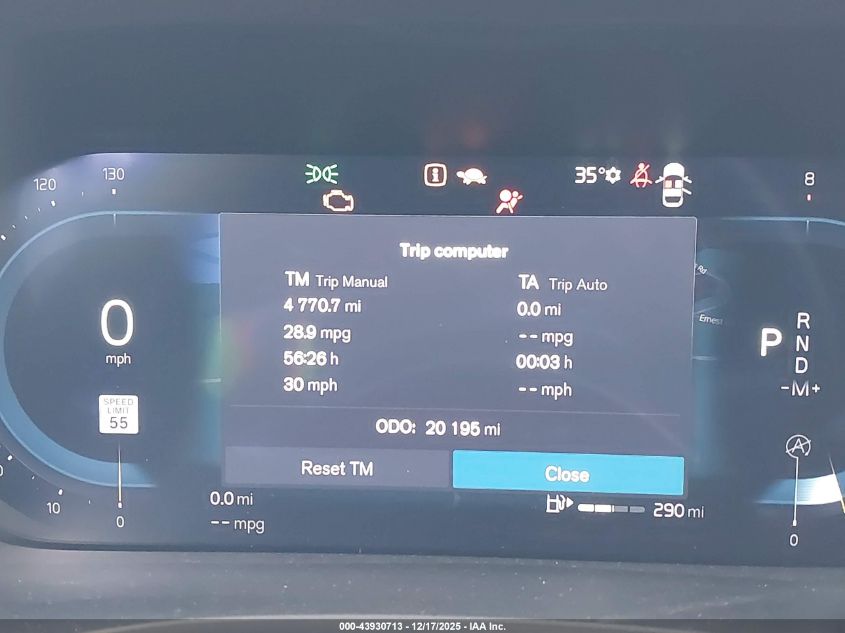 120
130
35°
8
Trip computer
TM Trip Manual
TA Trip Auto
4 770.7 mi
0.0 mi
28.9 mpg
-- mpg
56:26 h
00:03 h
30 mph
-- mph
ODO: 20 195 mi
Reset TM
Close
0
mph
SPEED
LIMIT
55
10
0
0.0 mi
-- mpg
290 mi
Rd
Ernest
P
R
N
D
-M+
A
0
000-43930713 - 12/17/2025 - IAA Inc.